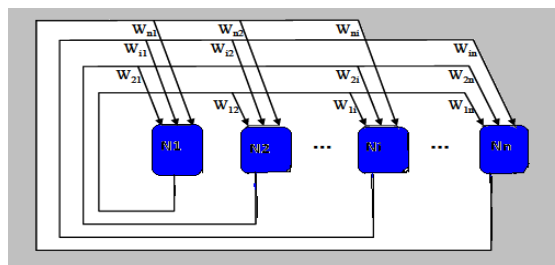 Wn1 Wn2 Wni
Wi1 Wi2 Win
W21 W2i W2n
W12 W1i W1n
N1 N2 ... Ni ... Nn